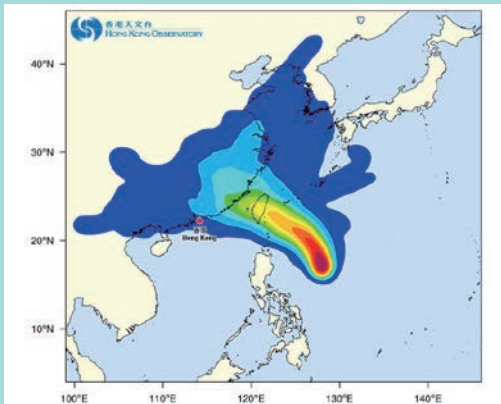 香港天文台
HONG KONG OBSERVATORY
40°N
30°N
20°N
10°N
香港
Hong Kong
100°E
110°E
120°E
130°E
140°E